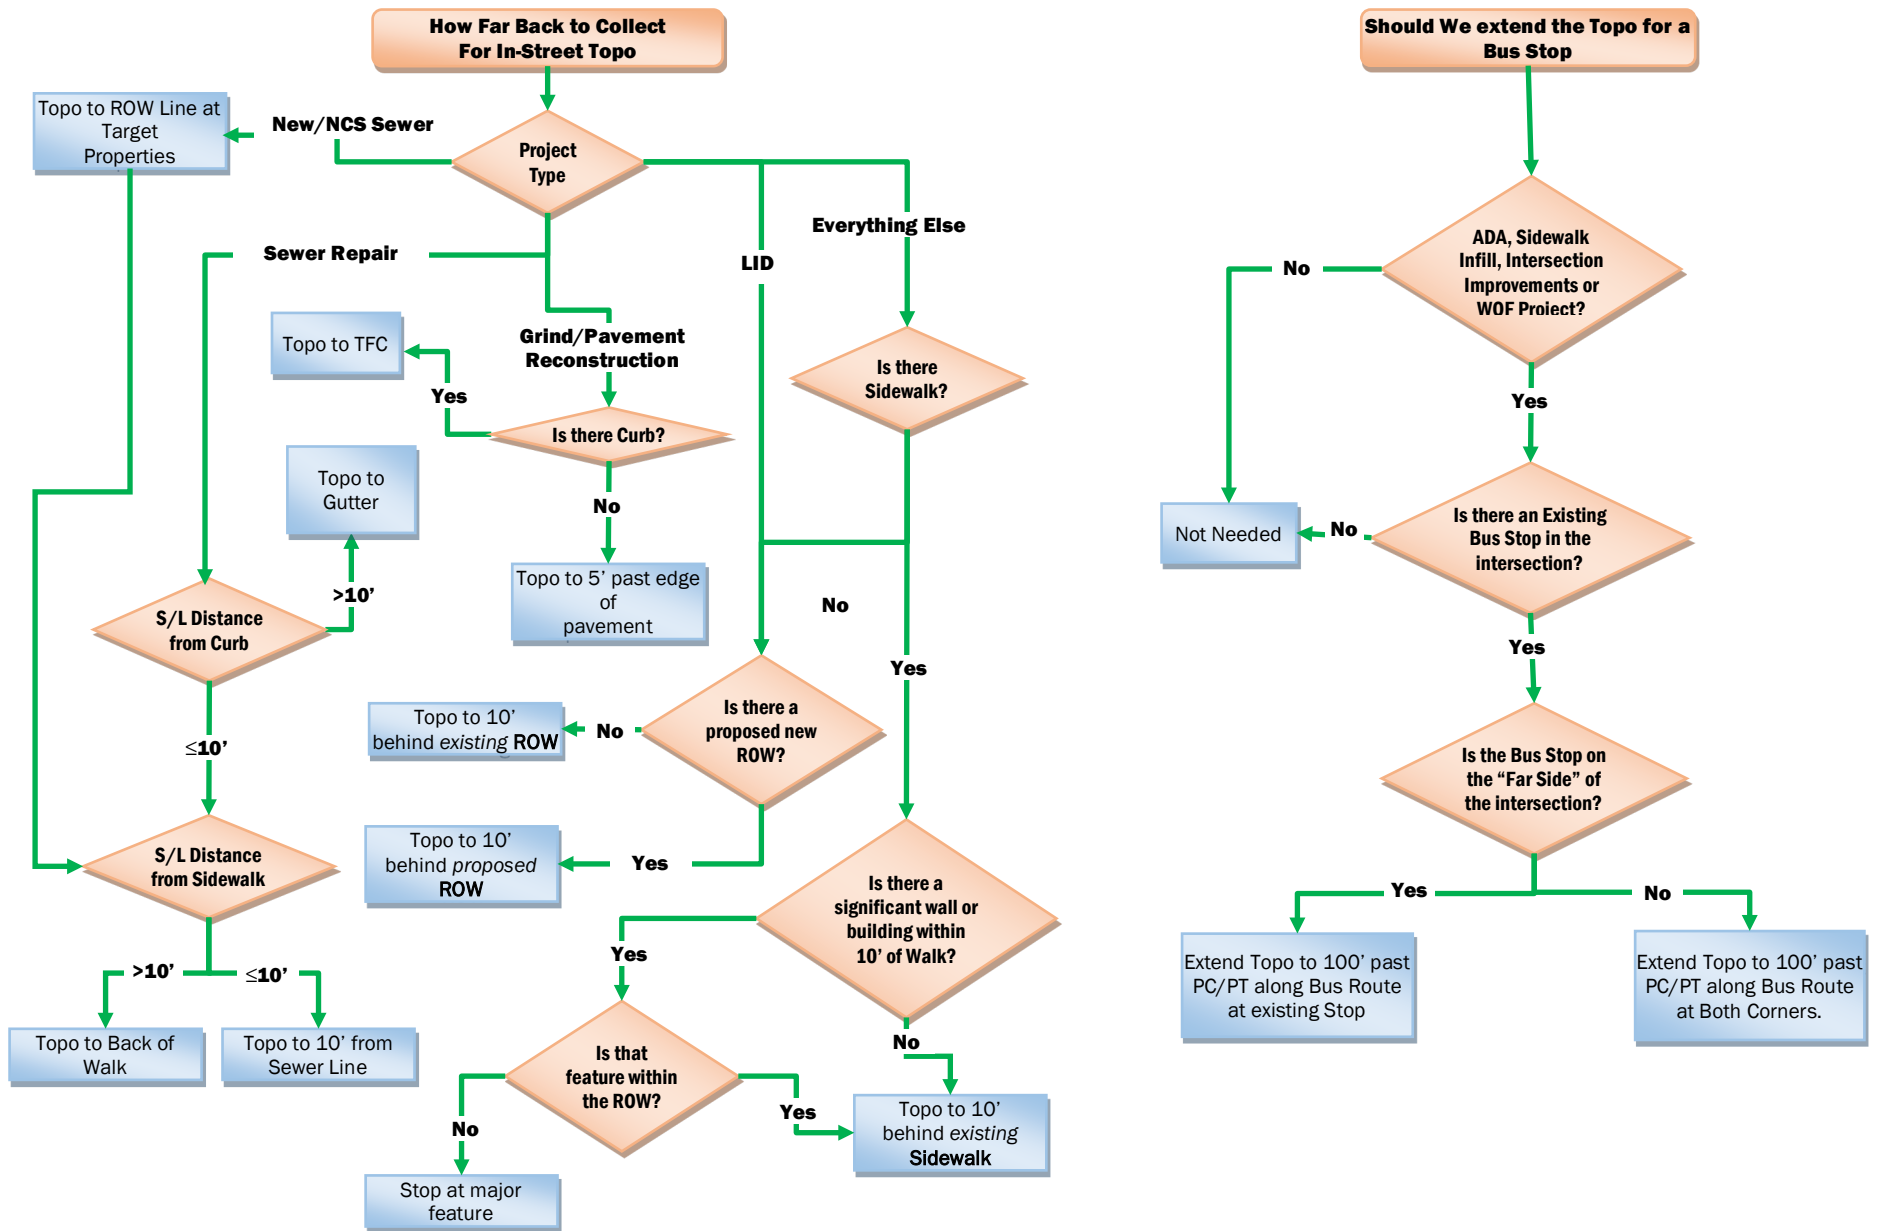 How Far Back to Collect
For In-Street Topo
Topo to ROW Line at
Target
Properties
New/NCS Sewer
Project
Type
Everything Else
Sewer Repair
LID
Grind/Pavement
Reconstruction
Topo to TFC
Yes
Is there Curb?
Is there
Sidewalk?
Topo to
Gutter
No
>10’
Topo to 5’ past edge
of
pavement
No
S/L Distance
from Curb
Yes
≤10’
Is there a
proposed new
ROW?
No
Topo to 10’
behind existing ROW
Topo to 10’
behind proposed
ROW
Yes
S/L Distance
from Sidewalk
Is there a
significant wall or
building within
10’ of Walk?
>10’
≤10’
Yes
Topo to Back of
Walk
Topo to 10’ from
Sewer Line
No
Is that
feature within
the ROW?
No
Yes
Topo to 10’
behind existing
Sidewalk
Stop at major
feature
Should We extend the Topo for a
Bus Stop
ADA, Sidewalk
Infill, Intersection
Improvements or
WOF Project?
No
Yes
Is there an Existing
Bus Stop in the
intersection?
No
Not Needed
Yes
Is the Bus Stop on
the “Far Side” of
the intersection?
Yes
No
Extend Topo to 100’ past
PC/PT along Bus Route
at existing Stop
Extend Topo to 100’ past
PC/PT along Bus Route
at Both Corners.